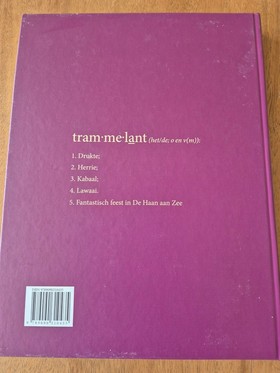 tram·me·lant (het/de; o en v(m)):
1. Drukte;
2. Herrie;
3. Kabaal;
4. Lawaai.
5. Fantastisch feest in De Haan aan Zee